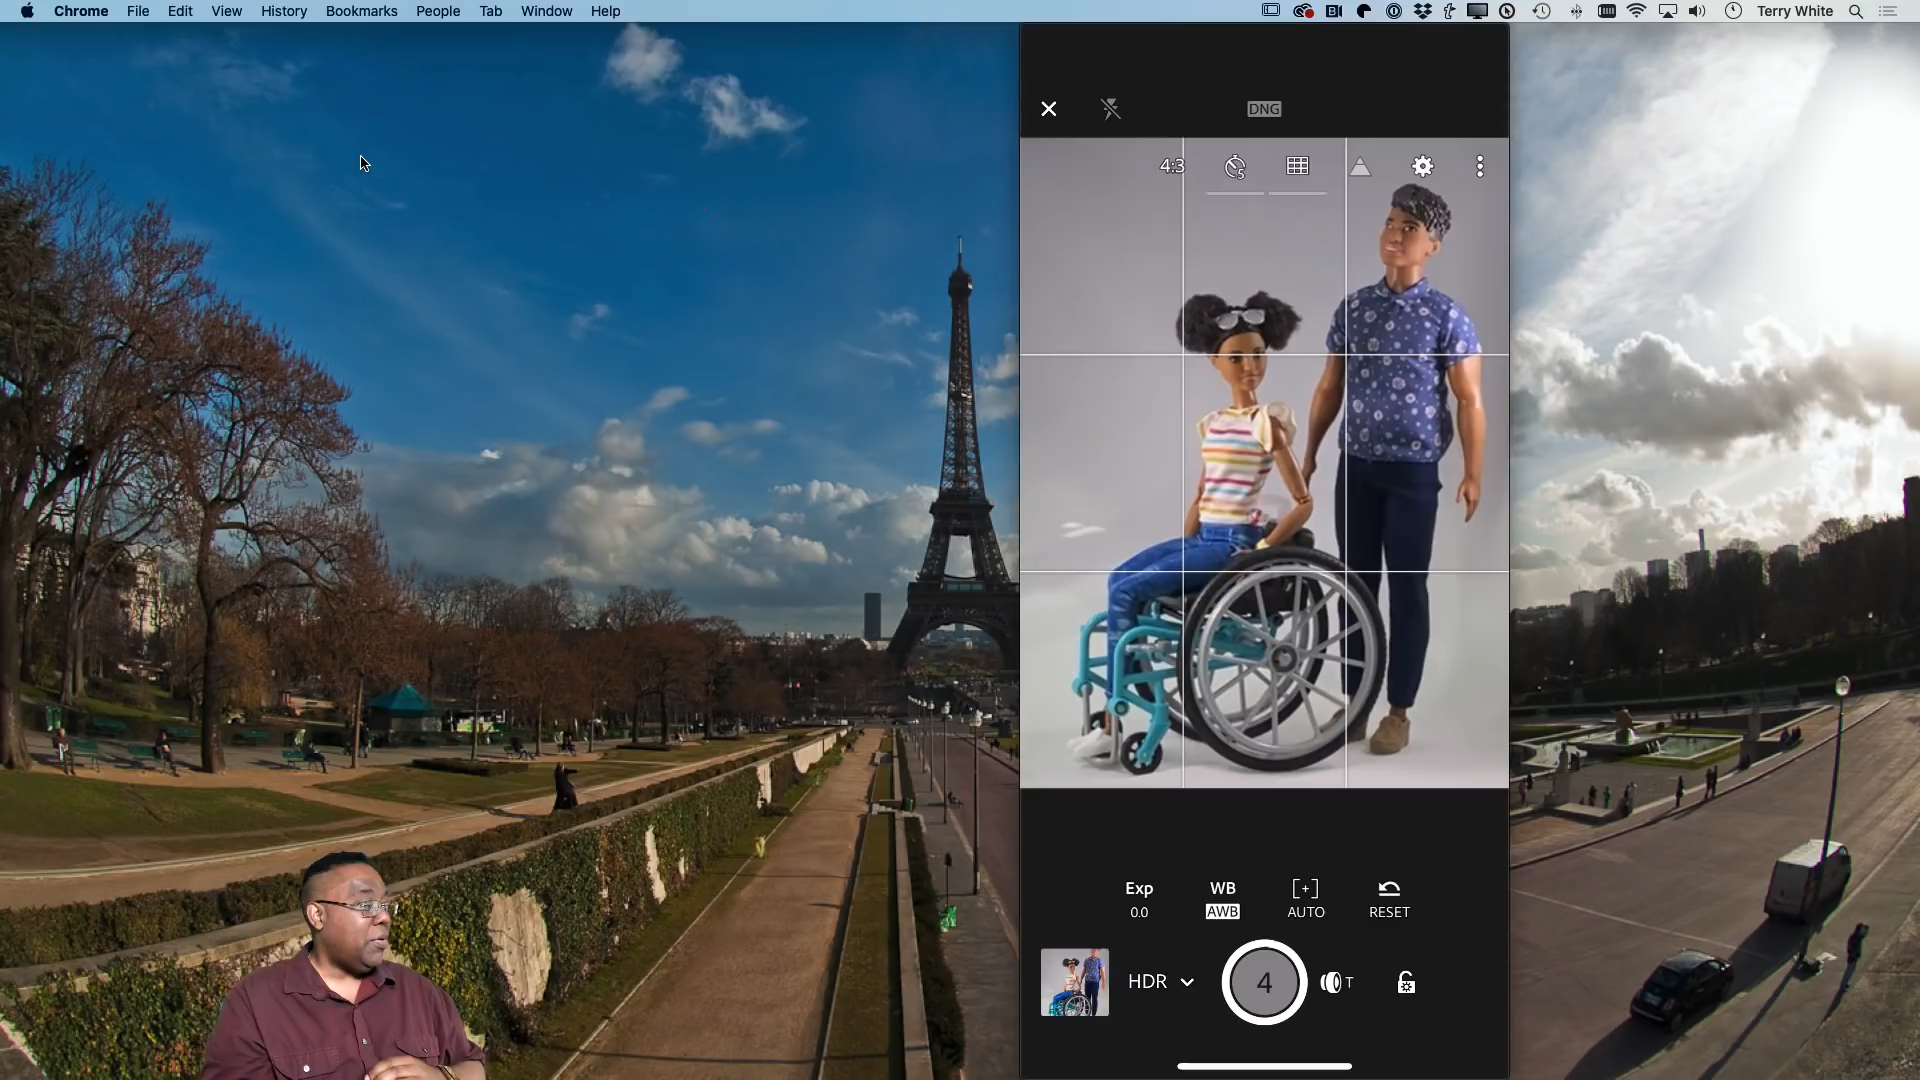 Chrome File Edit View History Bookmarks People Tab Window Help Terry White
DNG
4:3 5
Exp WB
0.0 AWB AUTO RESET
HDR 4 T